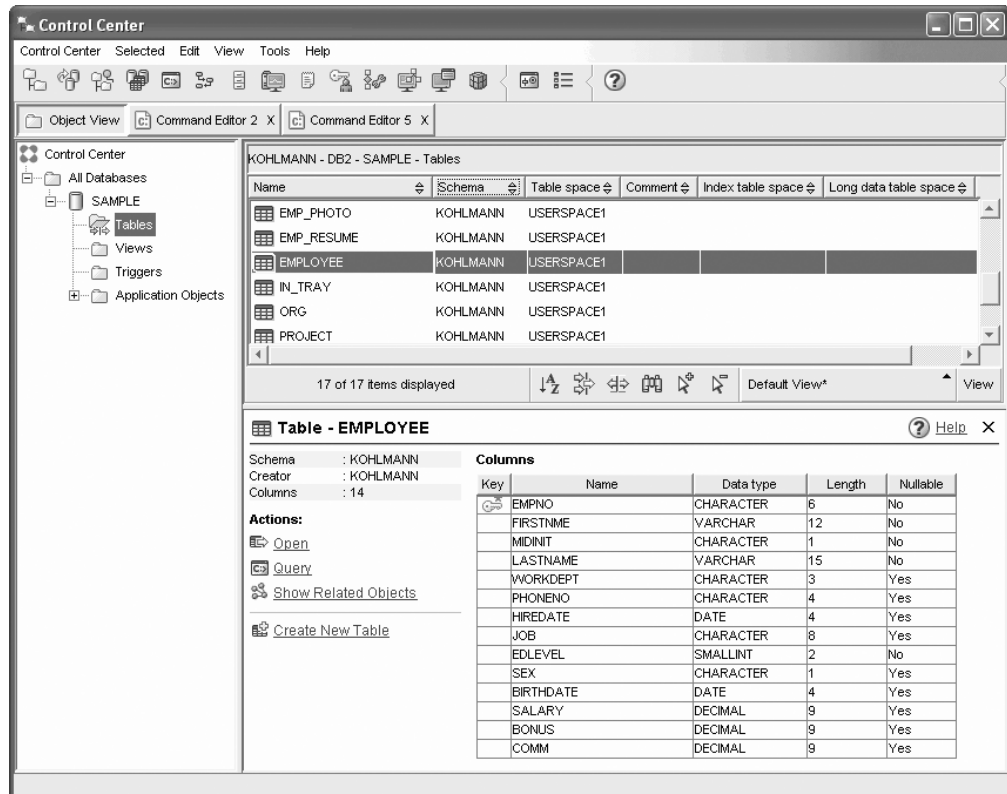 Control Center
Control Center Selected Edit View Tools Help
Object View Command Editor 2 X Command Editor 5 X
Control Center
All Databases
SAMPLE
Tables
Views
Triggers
Application Objects
KOHLMANN - DB2 - SAMPLE - Tables
Name Schema Table space Comment Index table space Long data table space
EMP_PHOTO KOHLMANN USERSPACE1
EMP_RESUME KOHLMANN USERSPACE1
EMPLOYEE KOHLMANN USERSPACE1
IN_TRAY KOHLMANN USERSPACE1
ORG KOHLMANN USERSPACE1
PROJECT KOHLMANN USERSPACE1
17 of 17 items displayed Default View* View
Table - EMPLOYEE Help
Schema : KOHLMANN
Creator : KOHLMANN
Columns : 14
Actions:
Open
Query
Show Related Objects
Create New Table
Columns
Key Name Data type Length Nullable
EMPNO CHARACTER 6 No
FIRSTNME VARCHAR 12 No
MIDINIT CHARACTER 1 No
LASTNAME VARCHAR 15 No
WORKDEPT CHARACTER 3 Yes
PHONENO CHARACTER 4 Yes
HIREDATE DATE 4 Yes
JOB CHARACTER 8 Yes
EDLEVEL SMALLINT 2 No
SEX CHARACTER 1 Yes
BIRTHDATE DATE 4 Yes
SALARY DECIMAL 9 Yes
BONUS DECIMAL 9 Yes
COMM DECIMAL 9 Yes